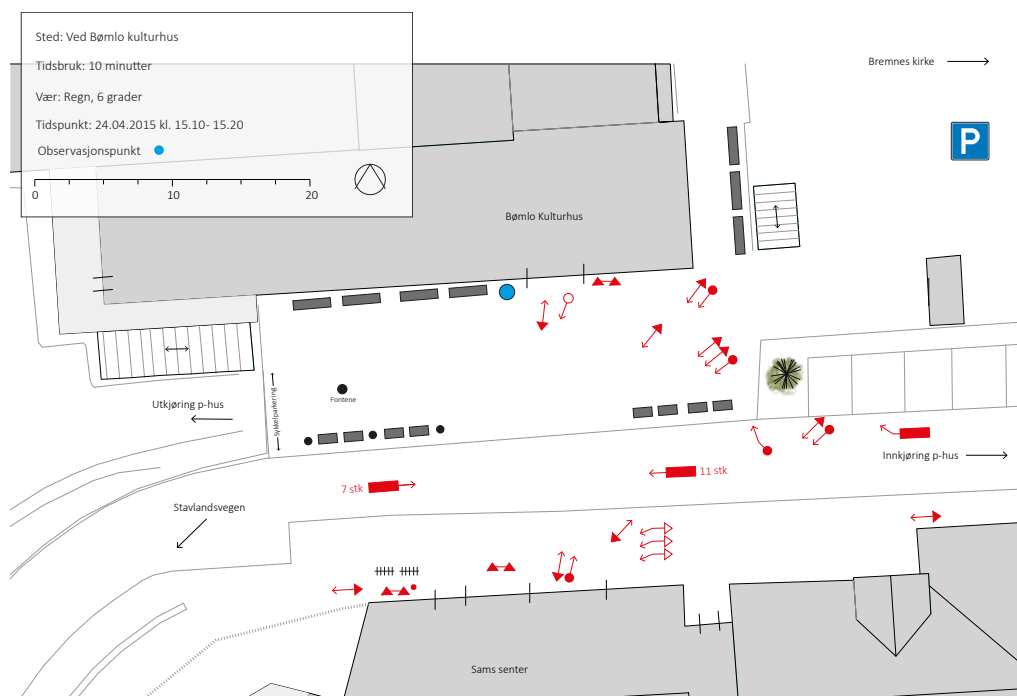 Sted: Ved Bømlo kulturhus
Tidsbruk: 10 minutter
Vær: Regn, 6 grader
Tidspunkt: 24.04.2015 kl. 15.10- 15.20
Observasjonspunkt
0 10 20
Bremnes kirke
P
Bømlo Kulturhus
Sykkelparkering
Fontene
Utkjøring p-hus
Innkjøring p-hus
7 stk
11 stk
Stavlandsvegen
Sams senter